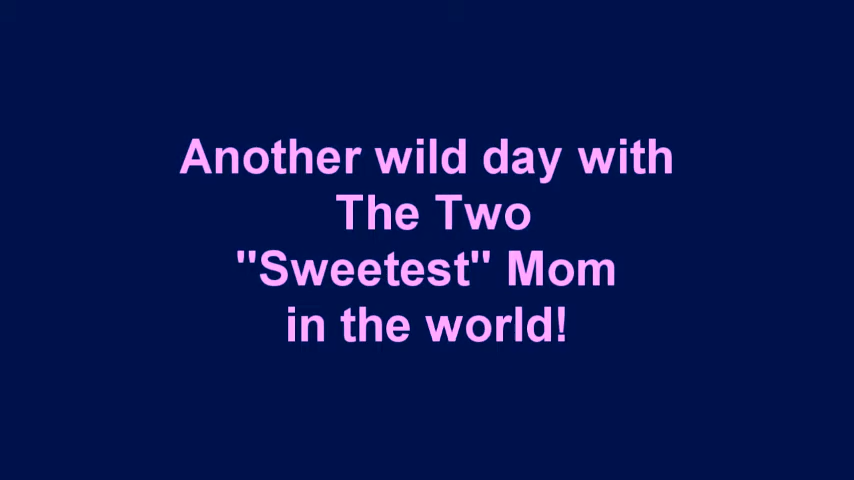 Another wild day with
The Two
"Sweetest" Mom
in the world!